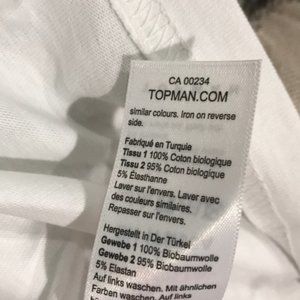 CA 00234
TOPMAN.COM
similar colours. Iron on reverse
side.
Fabriqué en Turquie
Tissu 1 100% Coton biologique
Tissu 2 95% Coton biologique
5% Élasthanne
Laver sur l'envers. Laver avec
des couleurs similaires.
Repasser sur l'envers.
Hergestellt in Der Türkei
Gewebe 1 100% Biobaumwolle
Gewebe 2 95% Biobaumwolle
5% Elastan
Auf links waschen. Mit ähnlichen
Farben waschen. Auf links